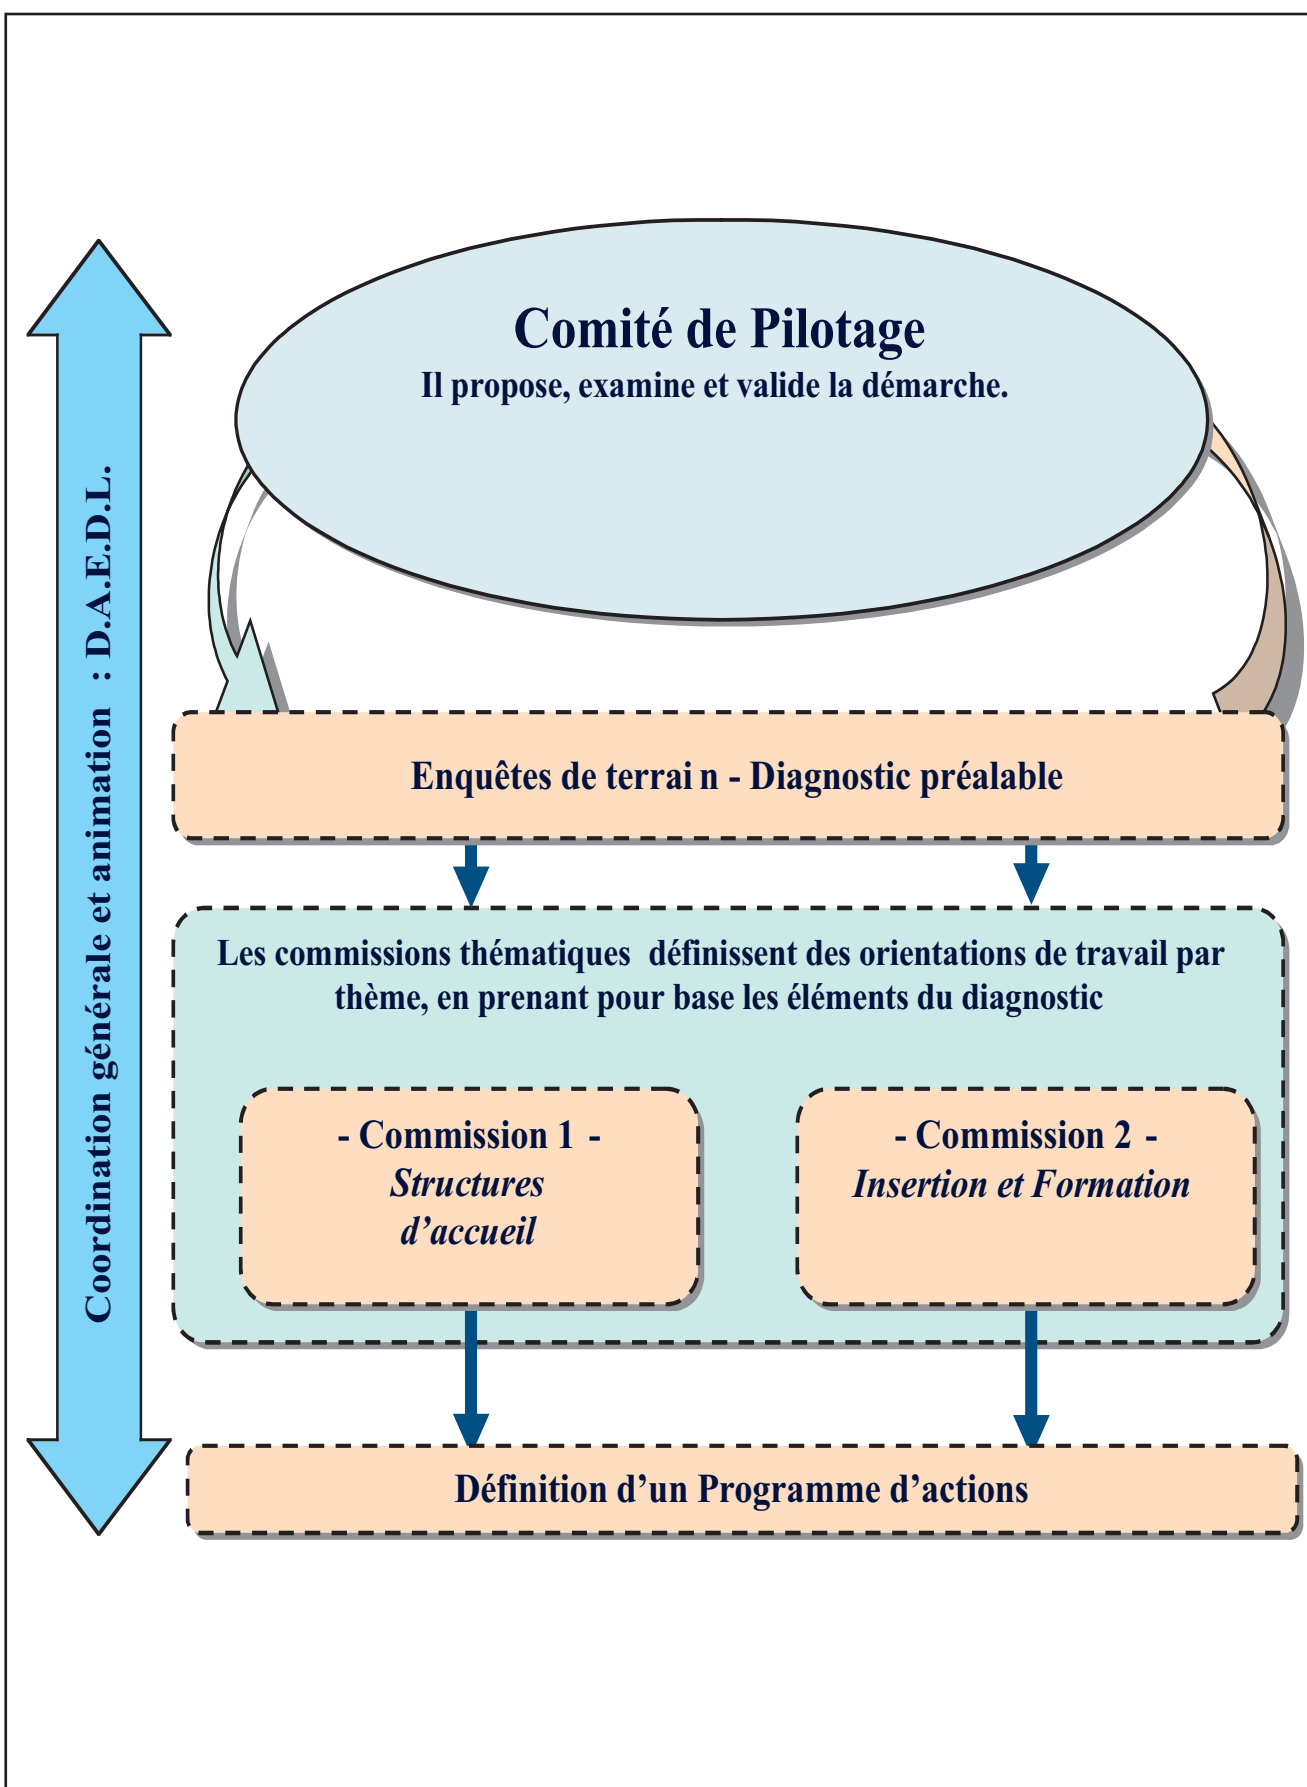 Comité de Pilotage
Il propose, examine et valide la démarche.
Coordination générale et animation : D.A.E.D.L.
Enquêtes de terrai n - Diagnostic préalable
Les commissions thématiques définissent des orientations de travail par
thème, en prenant pour base les éléments du diagnostic
- Commission 1 -
Structures
d’accueil
- Commission 2 -
Insertion et Formation
Définition d’un Programme d’actions